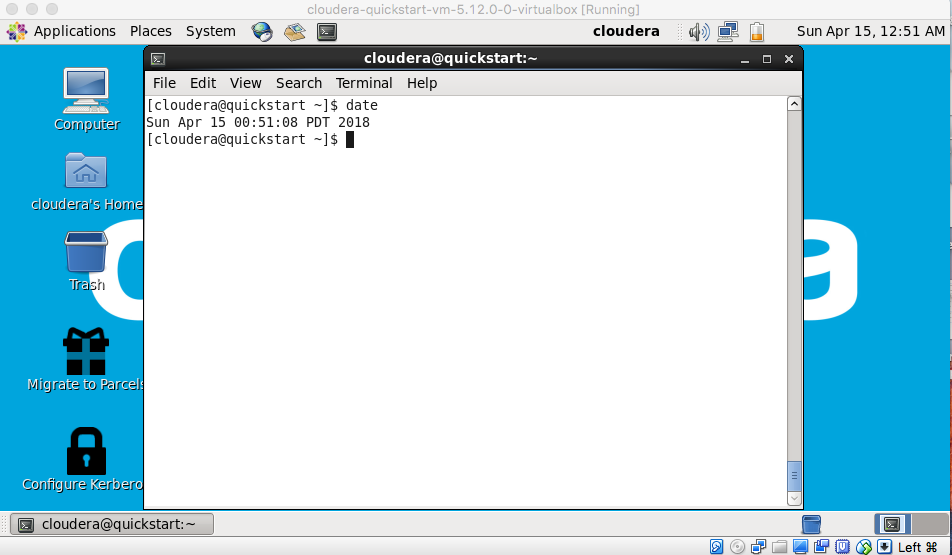 cloudera-quickstart-vm-5.12.0-0-virtualbox [Running]
Applications Places System cloudera Sun Apr 15, 12:51 AM
cloudera@quickstart:~
File Edit View Search Terminal Help
[cloudera@quickstart ~]$ date
Sun Apr 15 00:51:08 PDT 2018
[cloudera@quickstart ~]$
Computer
cloudera's Home
Trash
Migrate to Parcels
Configure Kerbero
cloudera@quickstart:~
Left ⌘